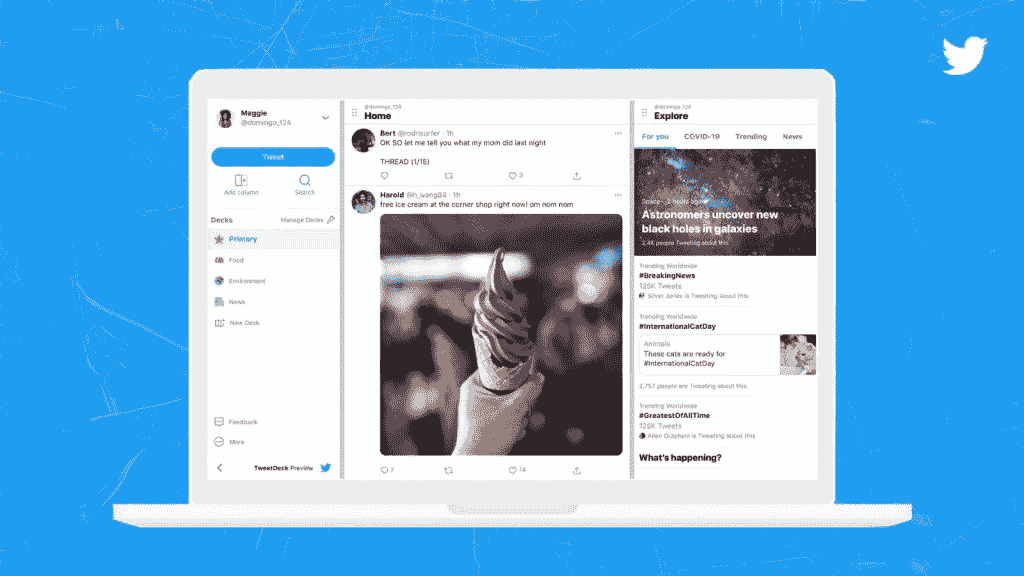 Maggie
@domingo_124
Tweet
Add column
Search
Decks
Manage Decks
Primary
Food
Environment
News
New Deck
Feedback
More
TweetDeck Preview
@domingo_124
Home
Bert @rodrisurfer · 1h
OK SO let me tell you what my mom did last night
THREAD (1/15)
3
Harold @h_wang84 · 1h
free ice cream at the corner shop right now! om nom nom
7
14
@domingo_124
Explore
For you
COVID-19
Trending
News
Space · 2 hours ago
Astronomers uncover new
black holes in galaxies
2.4K people Tweeting about this
Trending Worldwide
#BreakingNews
125K Tweets
Silver Jones is Tweeting about this
Trending Worldwide
#InternationalCatDay
Animals
These cats are ready for
#InternationalCatDay
2,757 people are Tweeting about this
Trending Worldwide
#GreatestOfAllTime
125K Tweets
Allen Grayham is Tweeting about this
What's happening?